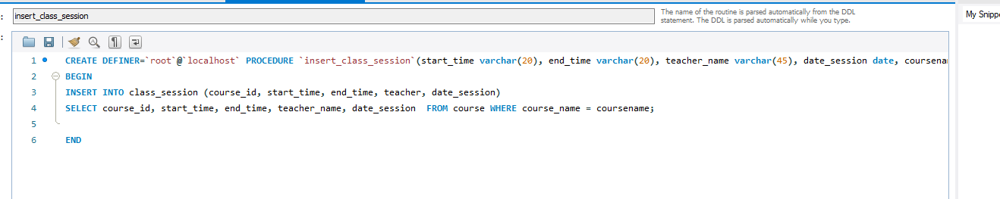 :
insert_class_session
The name of the routine is parsed automatically from the DDL
statement. The DDL is parsed automatically while you type.
My Snippe
:
1 CREATE DEFINER=`root`@`localhost` PROCEDURE `insert_class_session`(start_time varchar(20), end_time varchar(20), teacher_name varchar(45), date_session date, coursenam
2 BEGIN
3 INSERT INTO class_session (course_id, start_time, end_time, teacher, date_session)
4 SELECT course_id, start_time, end_time, teacher_name, date_session  FROM course WHERE course_name = coursename;
5
6 END